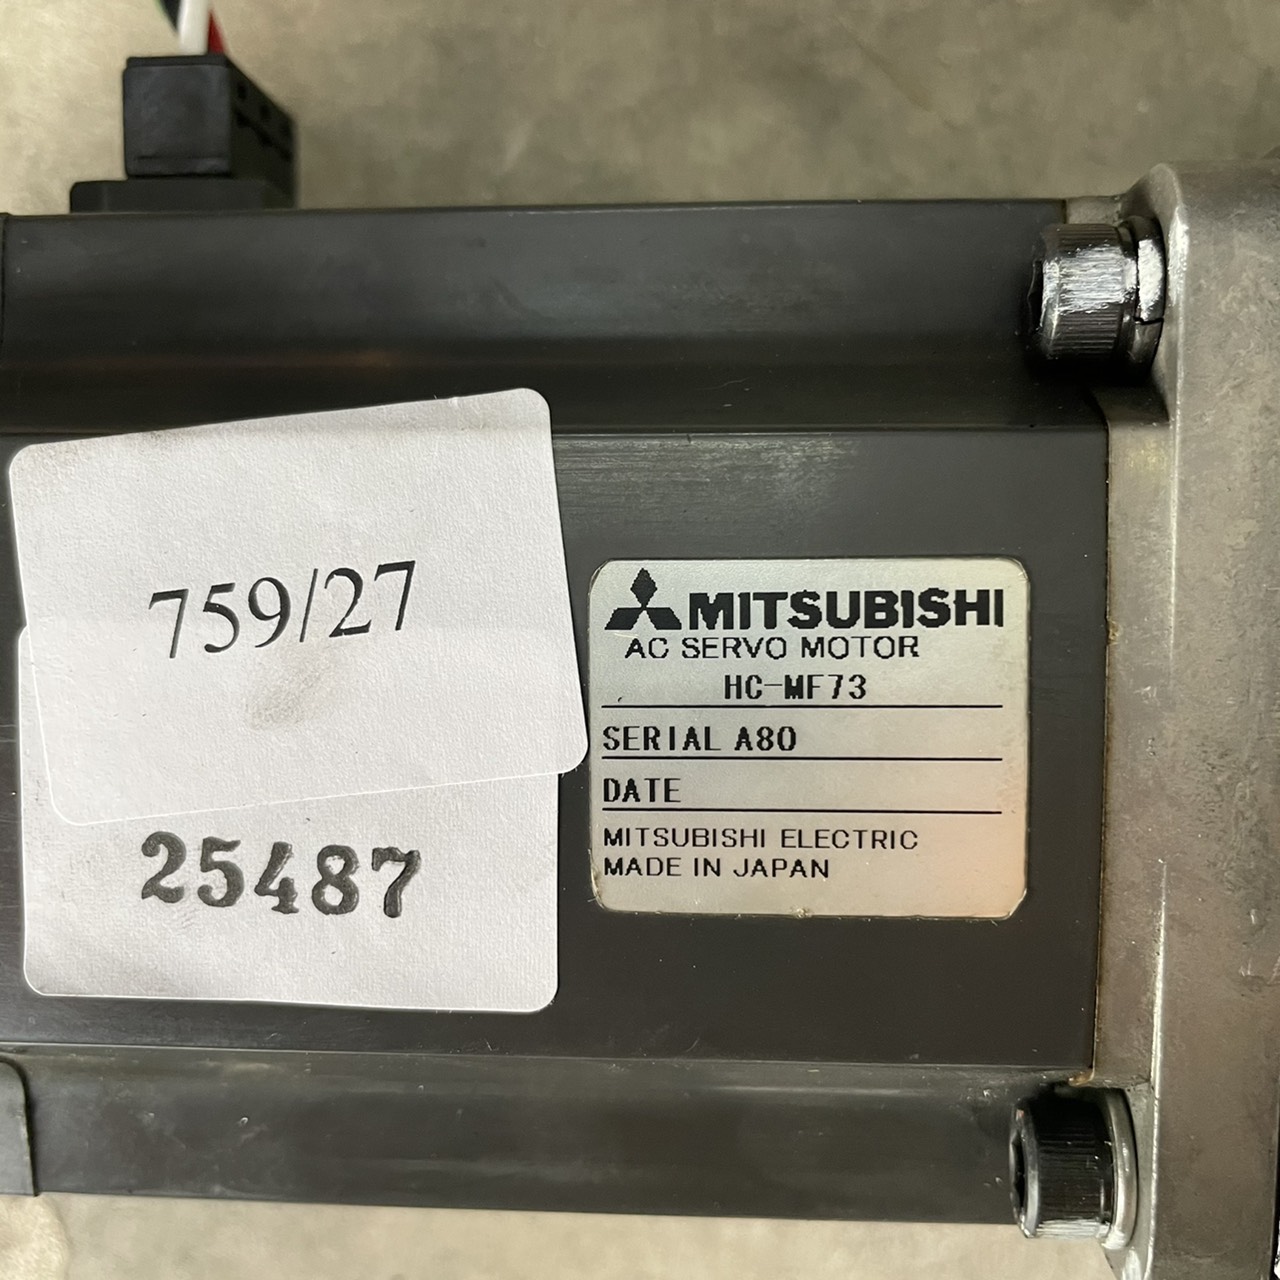 759/27
25487
MITSUBISHI
AC SERVO MOTOR
HC-MF73
SERIAL A80
DATE
MITSUBISHI ELECTRIC
MADE IN JAPAN